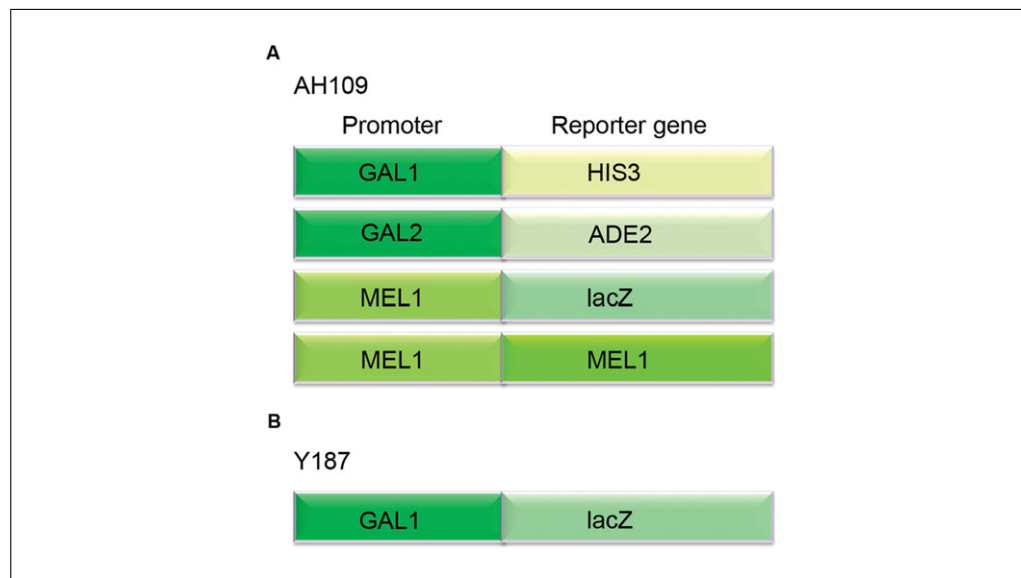 A
AH109
Promoter Reporter gene
GAL1 HIS3
GAL2 ADE2
MEL1 lacZ
MEL1 MEL1
B
Y187
GAL1 lacZ